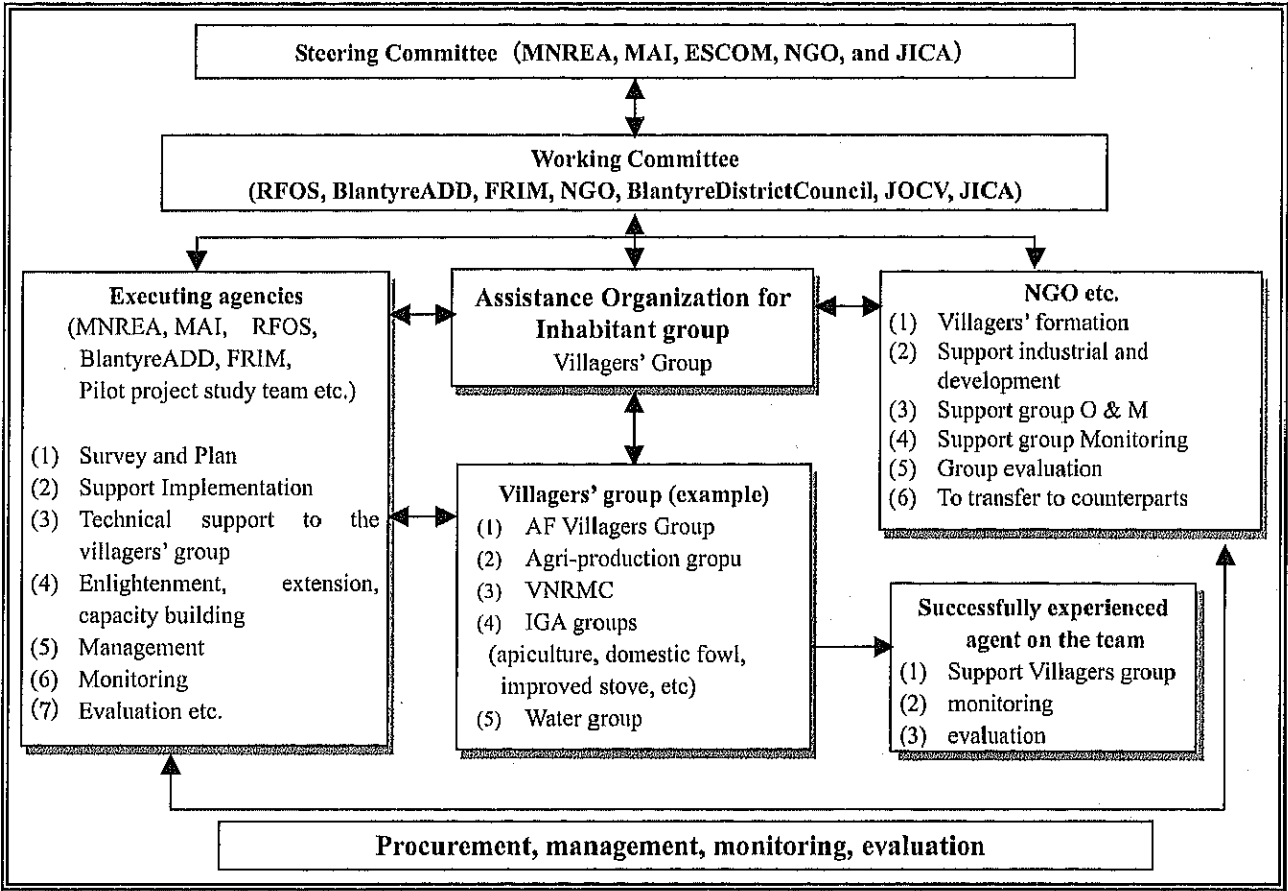 Steering Committee (MNREA, MAI, ESCOM, NGO, and JICA)
Working Committee
(RFOS, BlantyreADD, FRIM, NGO, BlantyreDistrictCouncil, JOCV, JICA)
Executing agencies
(MNREA, MAI, RFOS,
BlantyreADD, FRIM,
Pilot project study team etc.)
(1) Survey and Plan
(2) Support Implementation
(3) Technical support to the
villagers' group
(4) Enlightenment, extension,
capacity building
(5) Management
(6) Monitoring
(7) Evaluation etc.
Assistance Organization for
Inhabitant group
Villagers' Group
Villagers' group (example)
(1) AF Villagers Group
(2) Agri-production gropu
(3) VNRMC
(4) IGA groups
(apiculture, domestic fowl,
improved stove, etc)
(5) Water group
NGO etc.
(1) Villagers' formation
(2) Support industrial and
development
(3) Support group O & M
(4) Support group Monitoring
(5) Group evaluation
(6) To transfer to counterparts
Successfully experienced
agent on the team
(1) Support Villagers group
(2) monitoring
(3) evaluation
Procurement, management, monitoring, evaluation